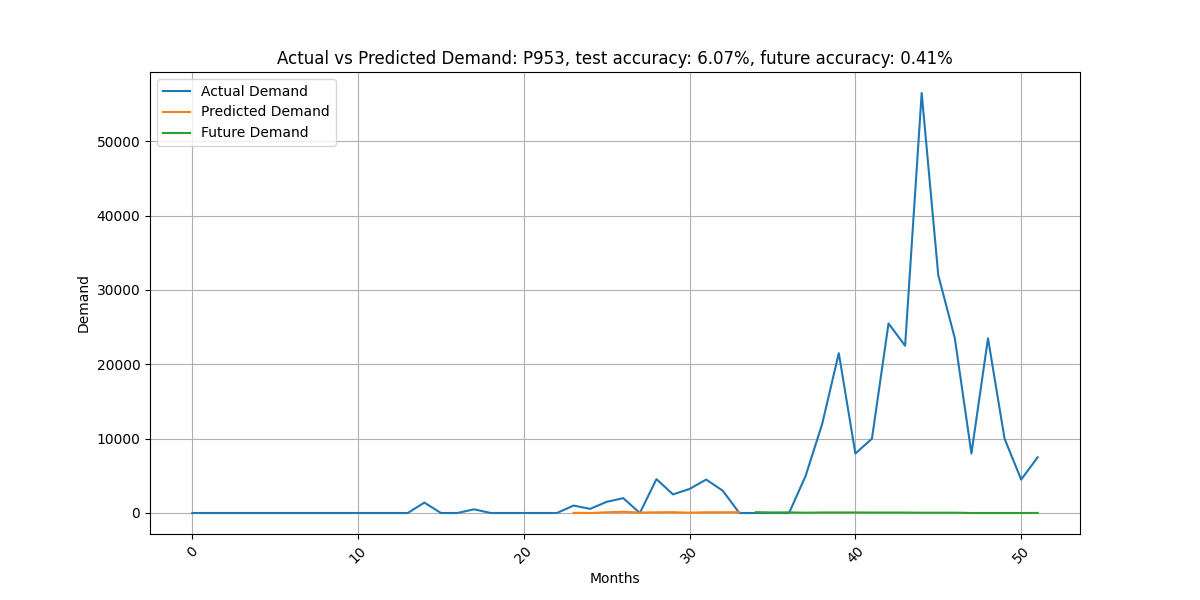 Actual vs Predicted Demand: P953, test accuracy: 6.07%, future accuracy: 0.41%
Actual Demand
Predicted Demand
Future Demand
50000
40000
30000
20000
10000
0
Demand
0
10
20
30
40
50
Months